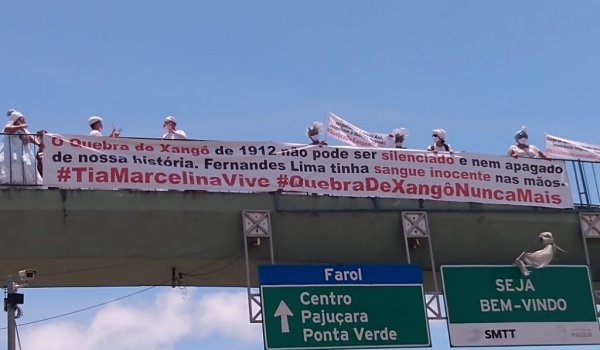 O Quebra de Xangô de 1912 não pode ser silenciado e nem apagado
de nossa história. Fernandes Lima tinha sangue inocente nas mãos.
#TiaMarcelinaVive #QuebraDeXangôNuncaMais
Farol
Centro
Pajuçara
Ponta Verde
SEJA
BEM-VINDO
SMTT
MACEIÓ